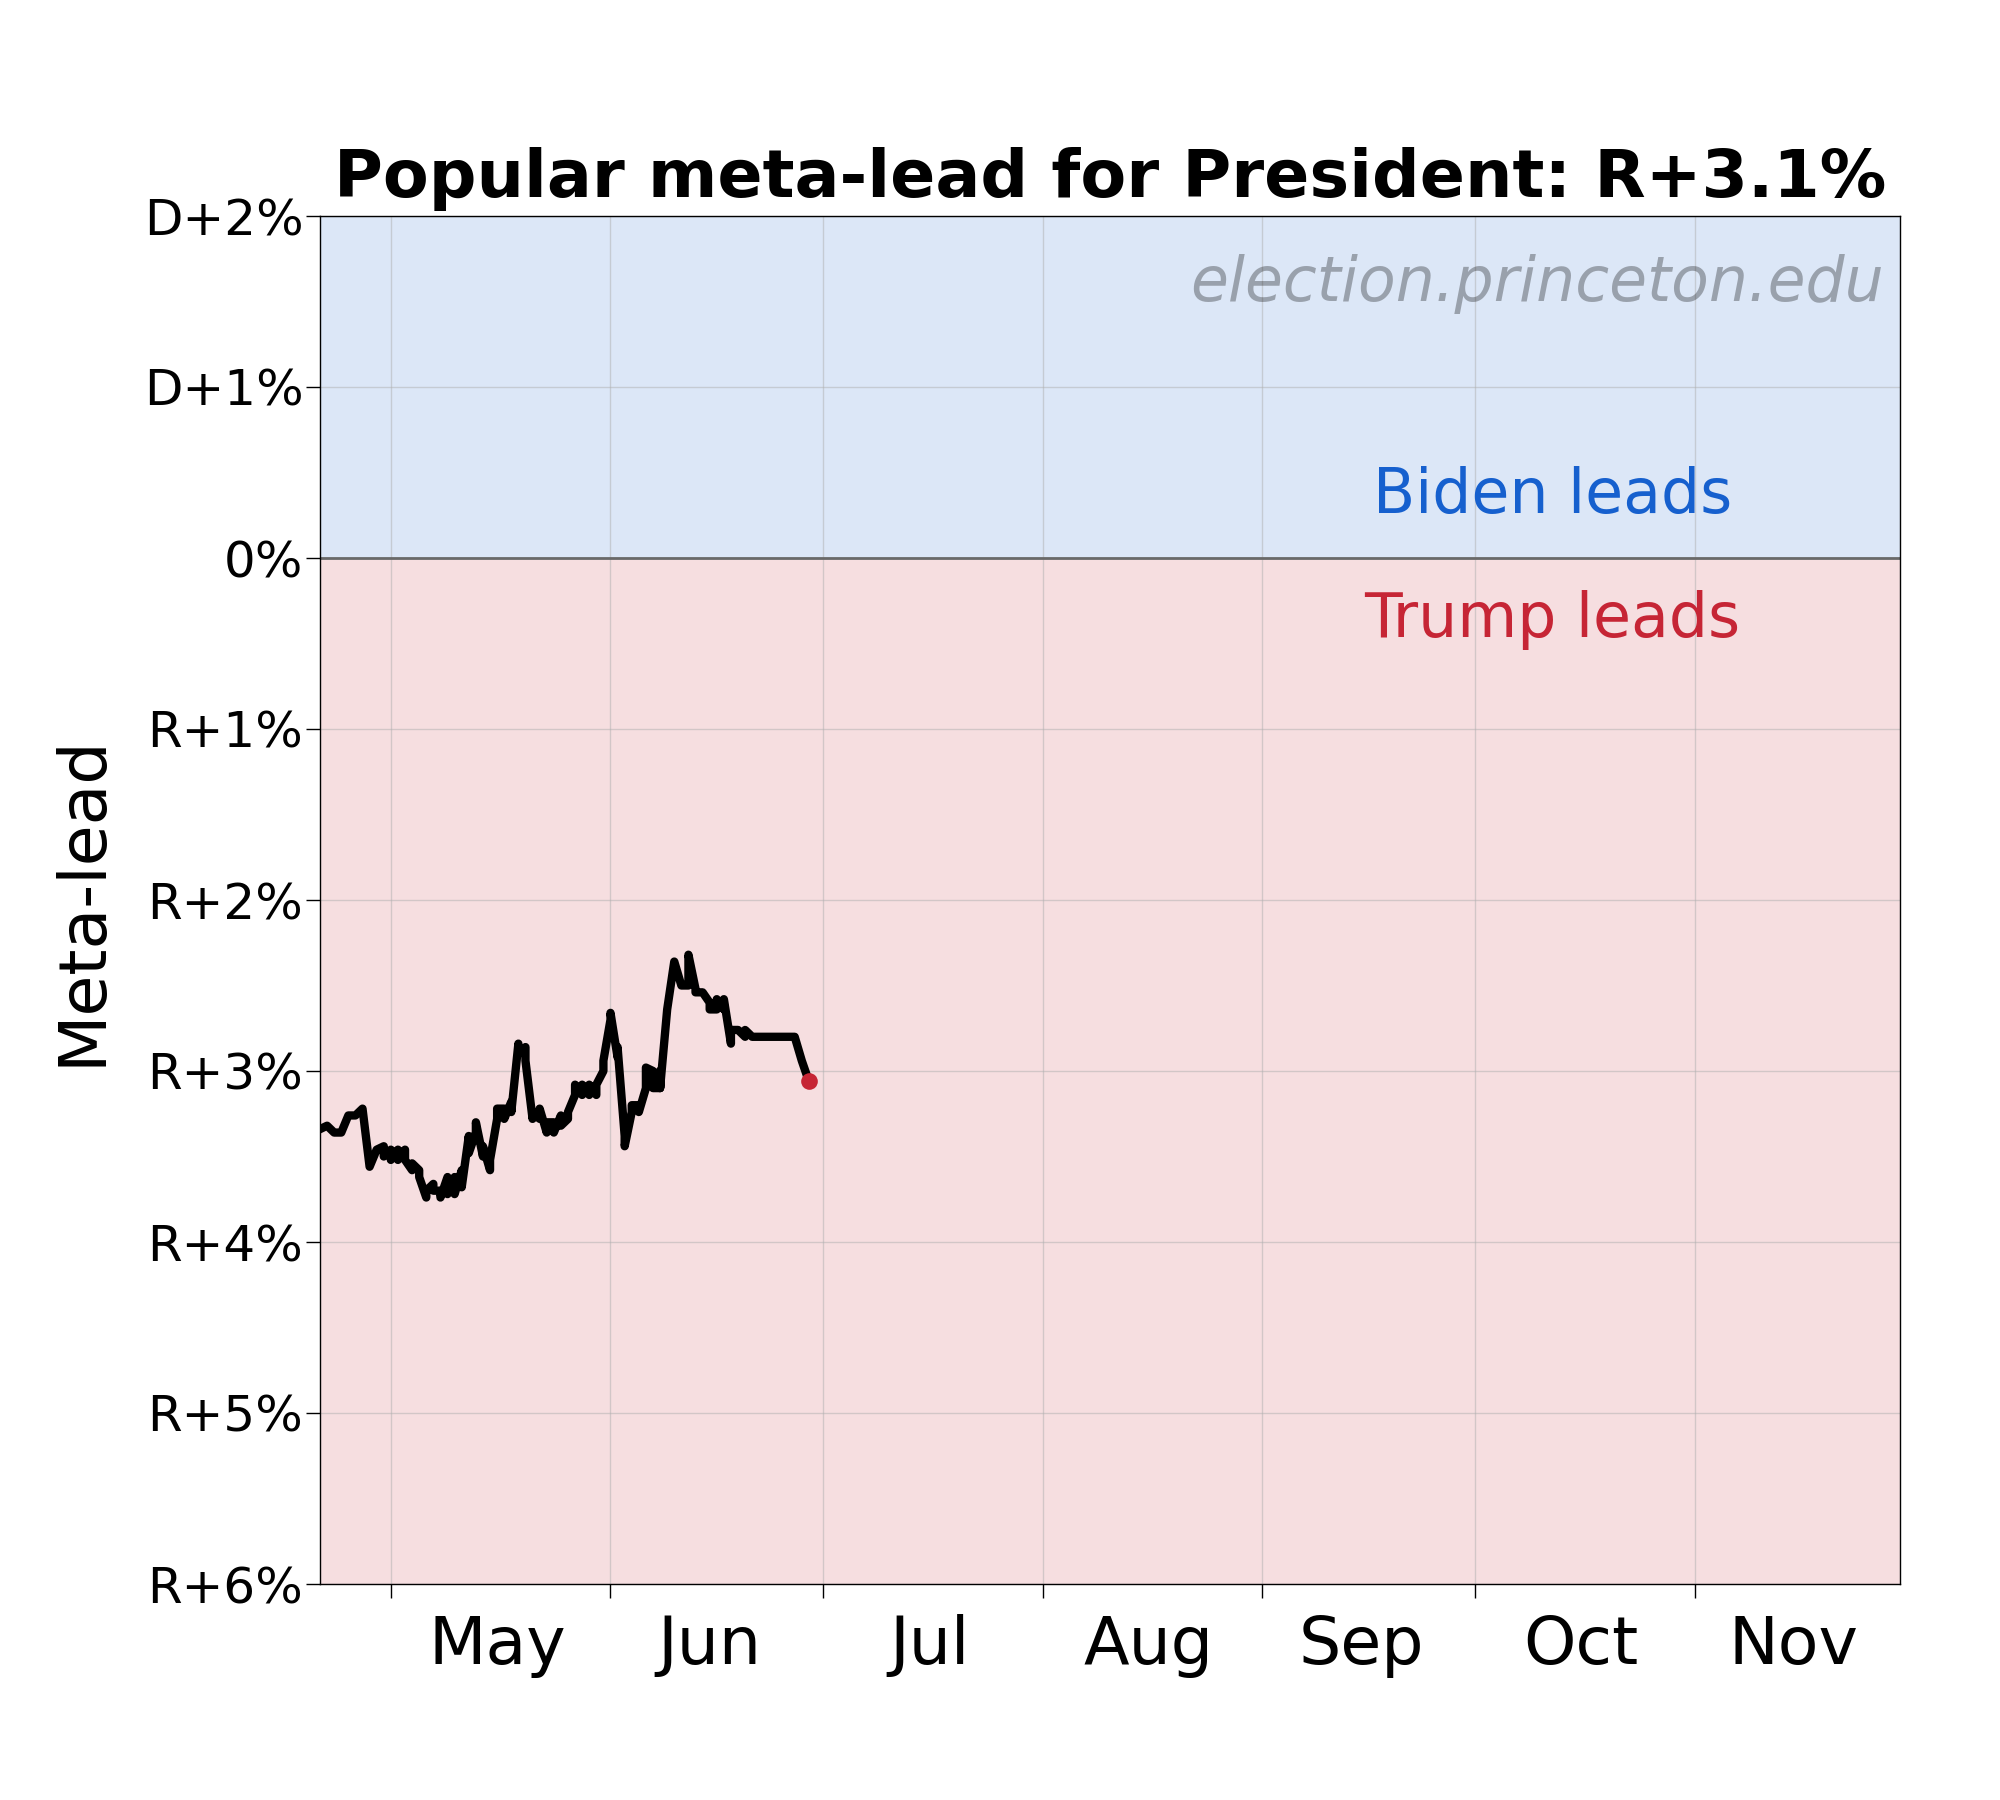 Popular meta-lead for President: R+3.1%
D+2%
election.princeton.edu
D+1%
Biden leads
0%
Trump leads
R+1%
Meta-lead
R+2%
R+3%
R+4%
R+5%
R+6%
May Jun Jul Aug Sep Oct Nov